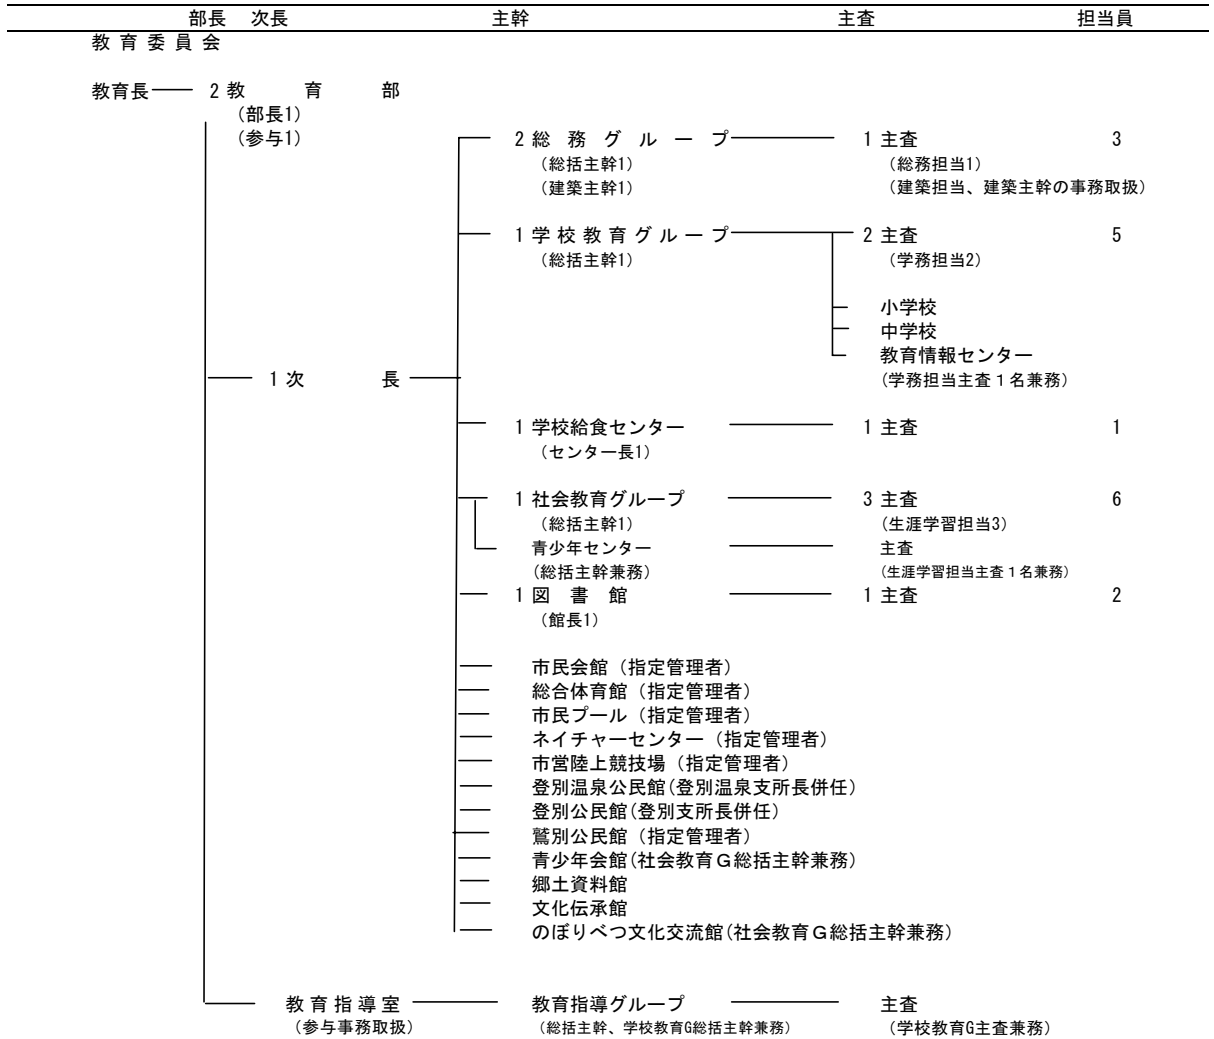 部長 次長 主幹 主査 担当員
教育委員会
教育長 2 教育部
(部長1)
(参与1) 2 総務グループ 1 主査 3
(総括主幹1) (総務担当1)
(建築主幹1) (建築担当、建築主幹の事務取扱)
1 学校教育グループ 2 主査 5
(総括主幹1) (学務担当2)
小学校
中学校
教育情報センター
1 次長 (学務担当主査1名兼務)
1 学校給食センター 1 主査 1
(センター長1)
1 社会教育グループ 3 主査 6
(総括主幹1) (生涯学習担当3)
青少年センター 主査
(総括主幹兼務) (生涯学習担当主査1名兼務)
1 図書館 1 主査 2
(館長1)
市民会館(指定管理者)
総合体育館(指定管理者)
市民プール(指定管理者)
ネイチャーセンター(指定管理者)
市営陸上競技場(指定管理者)
登別温泉公民館(登別温泉支所長併任)
登別公民館(登別支所長併任)
鷲別公民館(指定管理者)
青少年会館(社会教育G総括主幹兼務)
郷土資料館
文化伝承館
のぼりべつ文化交流館(社会教育G総括主幹兼務)
教育指導室 教育指導グループ 主査
(参与事務取扱) (総括主幹、学校教育G総括主幹兼務) (学校教育G主査兼務)